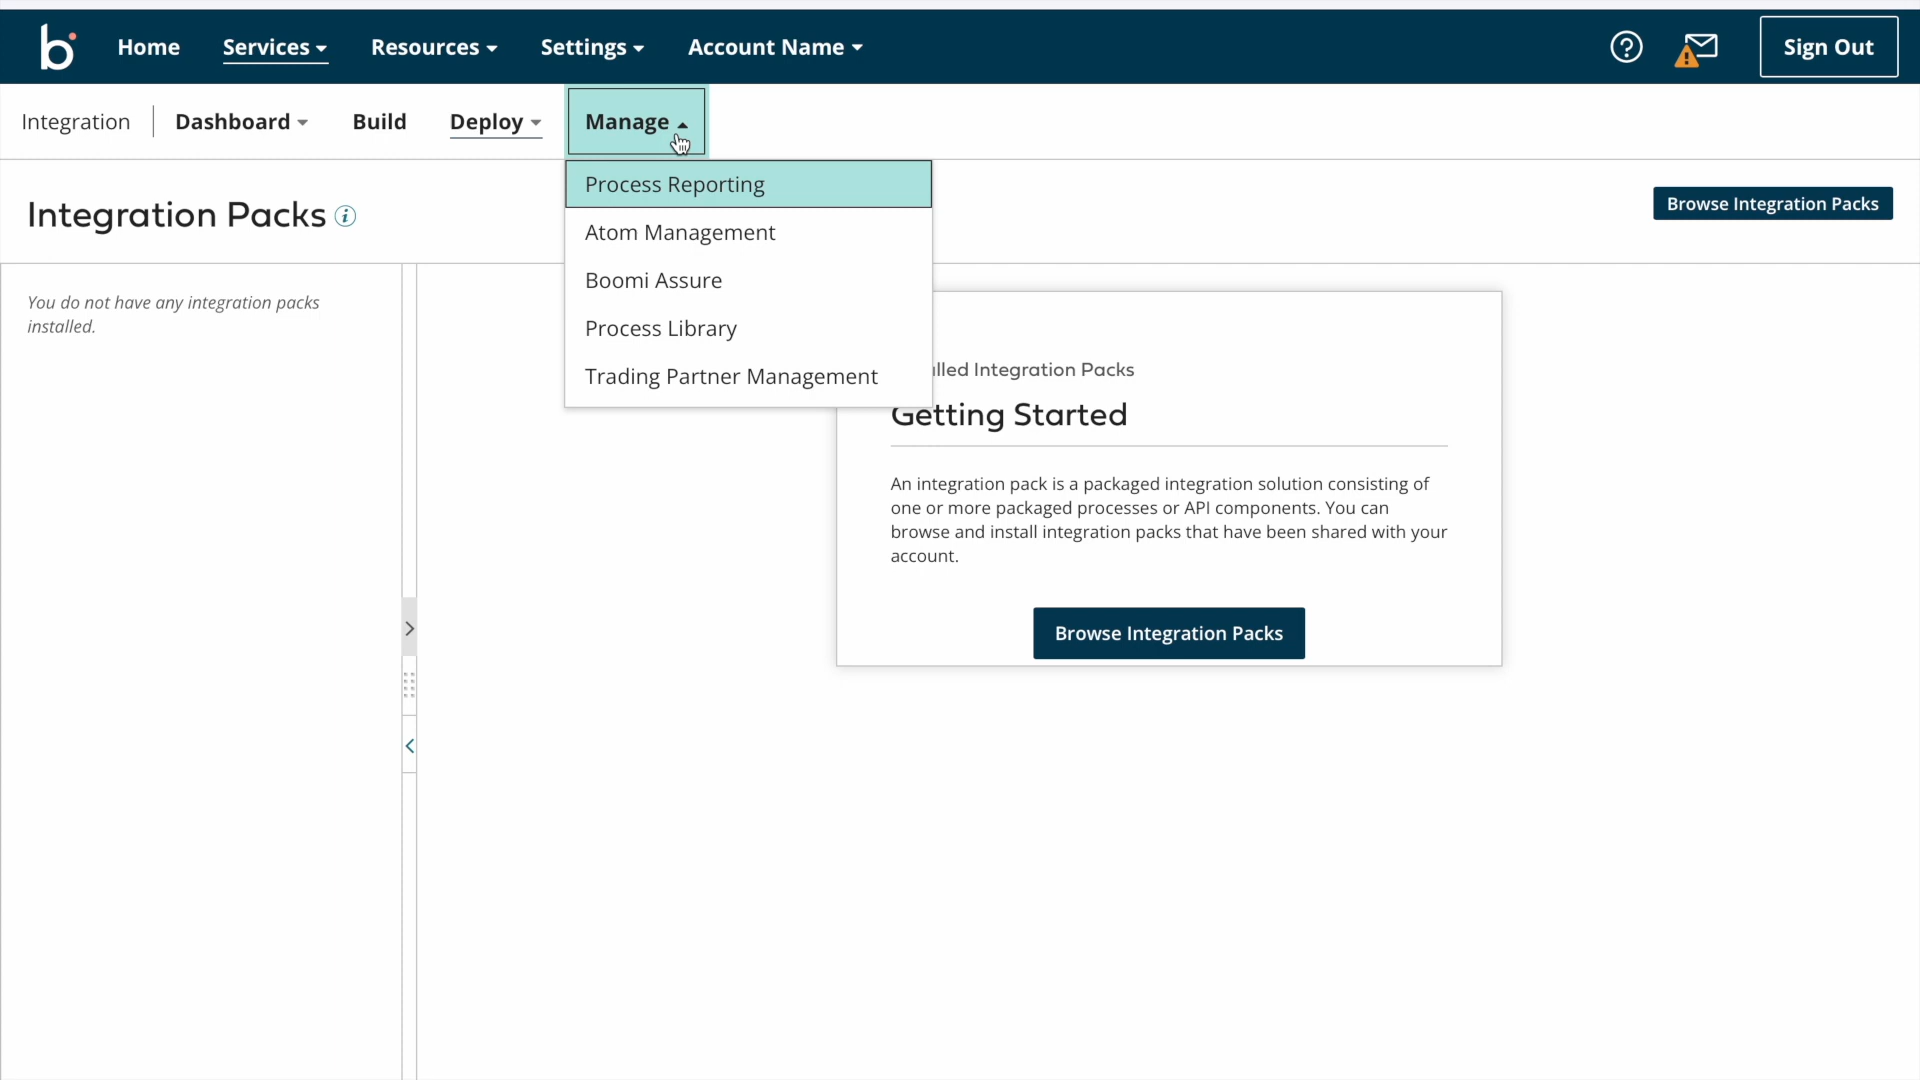 b Home Services Resources Settings Account Name Sign Out
Integration Dashboard Build Deploy Manage
Process Reporting
Atom Management
Boomi Assure
Process Library
Trading Partner Management
Integration Packs
Browse Integration Packs
You do not have any integration packs
installed.
Integration Packs
Getting Started
An integration pack is a packaged integration solution consisting of
one or more packaged processes or API components. You can
browse and install integration packs that have been shared with your
account.
Browse Integration Packs